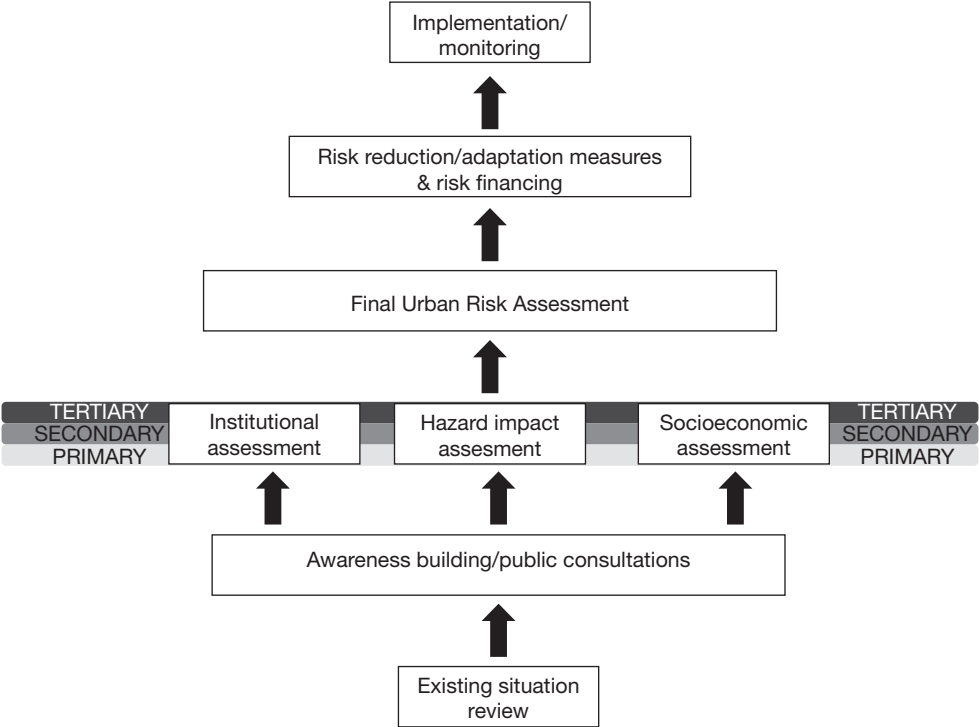 Implementation/
monitoring
Risk reduction/adaptation measures
& risk financing
Final Urban Risk Assessment
TERTIARY
SECONDARY
PRIMARY
Institutional
assessment
Hazard impact
assesment
Socioeconomic
assessment
TERTIARY
SECONDARY
PRIMARY
Awareness building/public consultations
Existing situation
review